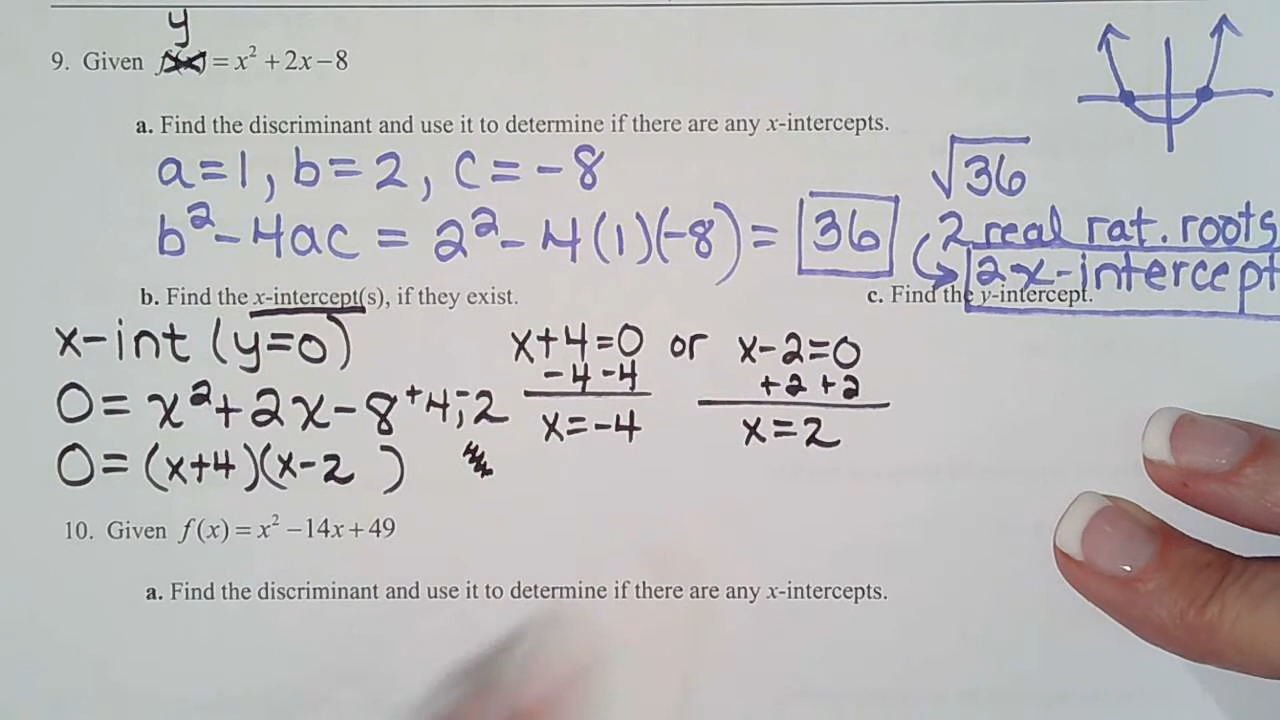 y
9. Given f(x) = x² + 2x – 8
a. Find the discriminant and use it to determine if there are any x-intercepts.
a=1, b=2, c=-8
√36
b²-4ac = 2²-4(1)(-8) = 36
2 real rat. roots
2x-intercept
b. Find the x-intercept(s), if they exist.
c. Find the y-intercept.
x-int (y=0)
x+4=0 or x-2=0
-4 -4 +2 +2
0= x²+2x-8 +4,-2
x=-4 x=2
0=(x+4)(x-2 )
10. Given f(x) = x² – 14x + 49
a. Find the discriminant and use it to determine if there are any x-intercepts.